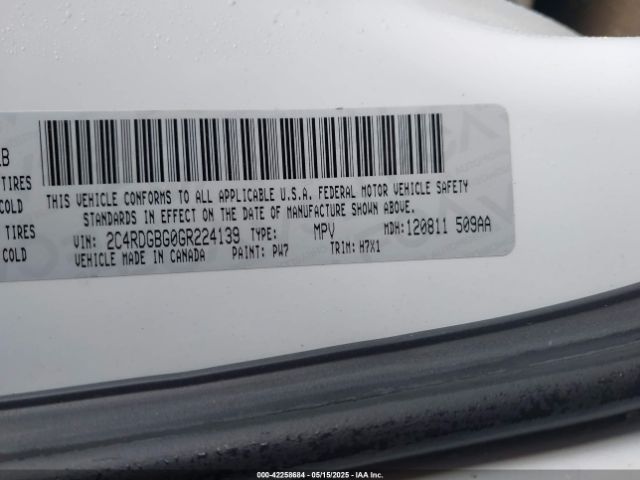 LB
TIRES
COLD
TIRES
COLD
THIS VEHICLE CONFORMS TO ALL APPLICABLE U.S.A. FEDERAL MOTOR VEHICLE SAFETY
STANDARDS IN EFFECT ON THE DATE OF MANUFACTURE SHOWN ABOVE.
VIN: 2C4RDGBG0GR224139 TYPE: MPV MDH: 120811 509AA
VEHICLE MADE IN CANADA PAINT: PW7 TRIM: H7X1
000-42258684 | 05/15/2025 | IAA Inc.